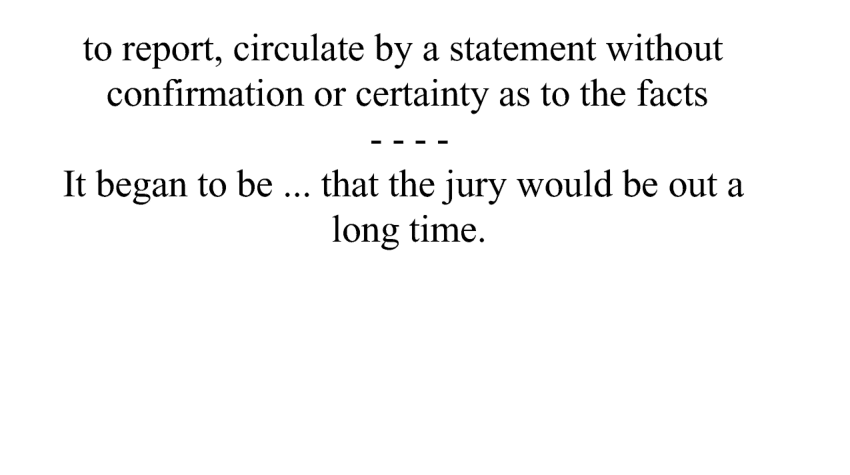 to report, circulate by a statement without
confirmation or certainty as to the facts
- - - -
It began to be ... that the jury would be out a
long time.